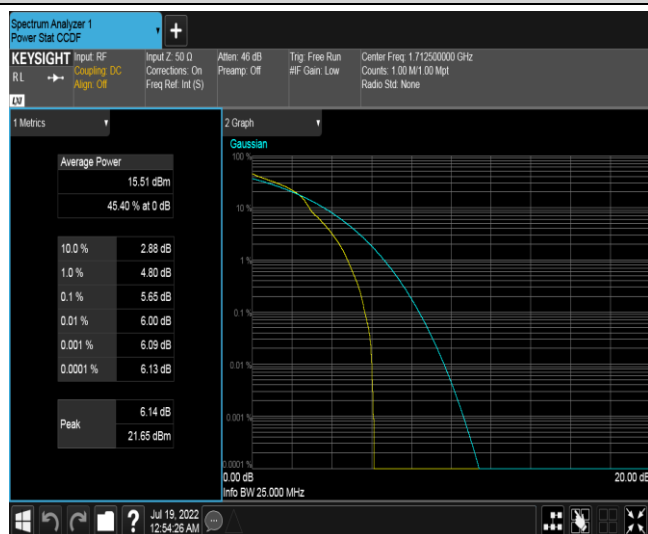 Spectrum Analyzer 1
Power Stat CCDF
+
KEYSIGHT
RL
LXI
Input: RF
Coupling: DC
Align: Off
Input Z: 50 Ω
Corrections: On
Freq Ref: Int (S)
Atten: 46 dB
Preamp: Off
Trig: Free Run
#IF Gain: Low
Center Freq: 1.712500000 GHz
Counts: 1.00 M/1.00 Mpt
Radio Std: None
1 Metrics
Average Power
15.51 dBm
45.40 % at 0 dB
10.0 % 2.88 dB
1.0 % 4.80 dB
0.1 % 5.65 dB
0.01 % 6.00 dB
0.001 % 6.09 dB
0.0001 % 6.13 dB
Peak
6.14 dB
21.65 dBm
2 Graph
Gaussian
100 %
10 %
1 %
0.1 %
0.01 %
0.001 %
0.0001 %
0.00 dB
20.00 dB
Info BW 25.000 MHz
?
Jul 19, 2022
12:54:26 AM